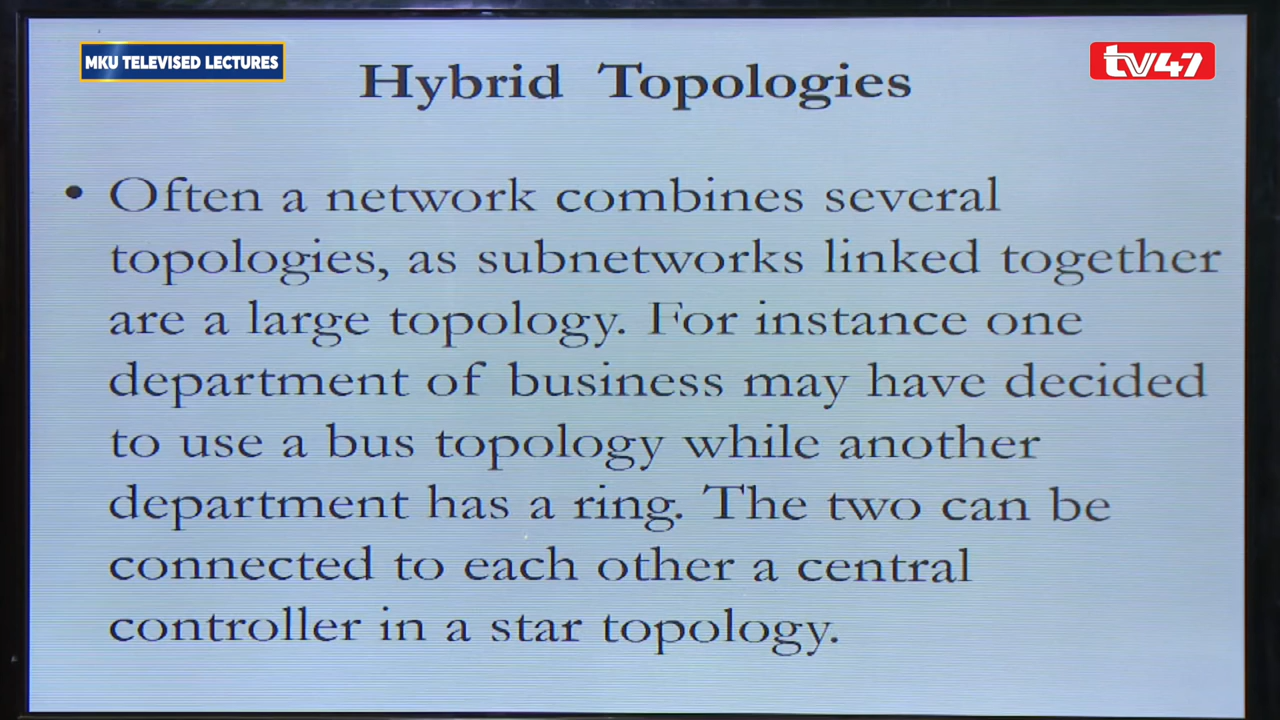 MKU TELEVISED LECTURES
tv47
Hybrid Topologies
• Often a network combines several
topologies, as subnetworks linked together
are a large topology. For instance one
department of business may have decided
to use a bus topology while another
department has a ring. The two can be
connected to each other a central
controller in a star topology.